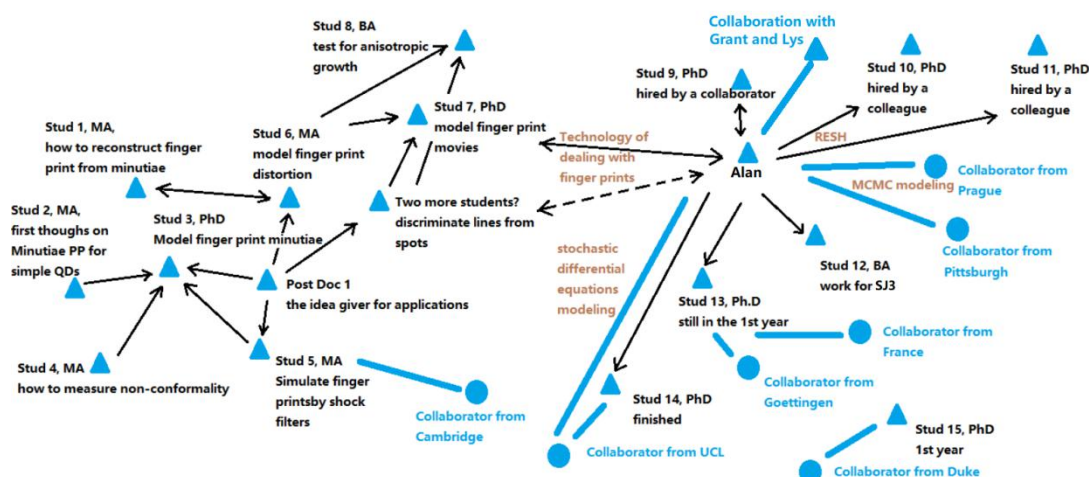 Stud 8, BA
test for anisotropic
growth
Collaboration with
Grant and Lys
Stud 9, PhD
hired by a collaborator
Stud 10, PhD
hired by a
colleague
Stud 11, PhD
hired by a
colleague
Stud 1, MA,
how to reconstruct finger
print from minutiae
Stud 6, MA
model finger print
distortion
Stud 7, PhD
model finger print
movies
Technology of
dealing with
finger prints
RESH
Alan
MCMC modeling
Collaborator from
Prague
Stud 2, MA,
first thoughs on
Minutiae PP for
simple QDs
Stud 3, PhD
Model finger print minutiae
Two more students?
discriminate lines from
spots
Collaborator from
Pittsburgh
Post Doc 1
the idea giver for applications
stochastic
differential
equations
modeling
Stud 12, BA
work for SJ3
Stud 13, Ph.D
still in the 1st year
Collaborator from
France
Stud 4, MA
how to measure non-conformality
Stud 5, MA
Simulate finger
printsby shock
filters
Collaborator from
Cambridge
Stud 14, PhD
finished
Collaborator from
Goettingen
Collaborator from UCL
Stud 15, PhD
1st year
Collaborator from Duke